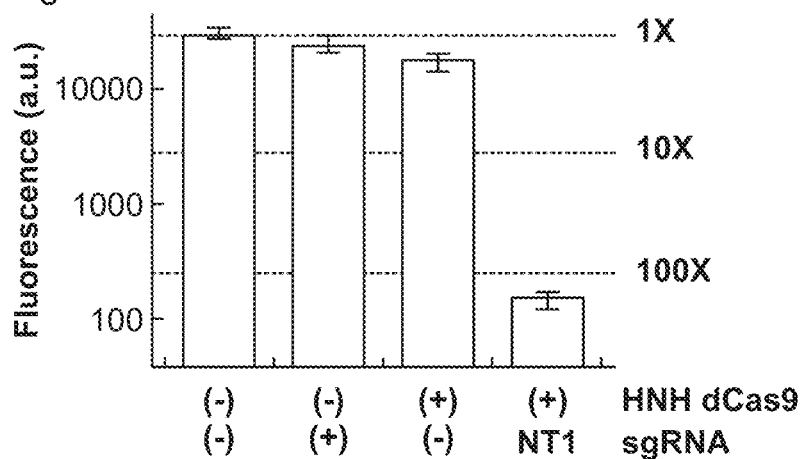 Fluorescence (a.u.)
10000
1000
100
1X
10X
100X
(-) (-) (+) (+) HNH dCas9
(-) (+) (-) NT1 sgRNA